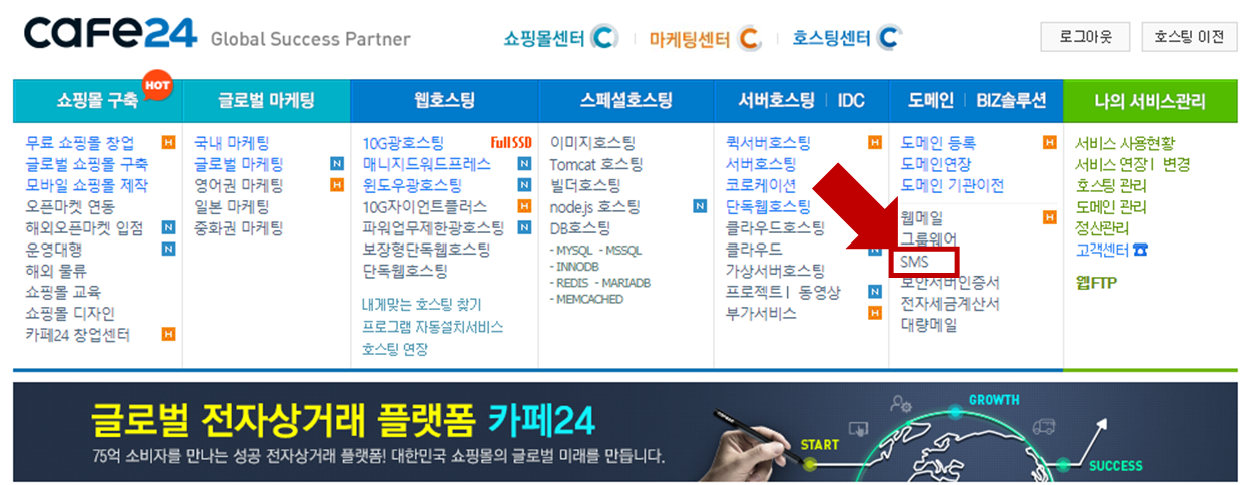 CAFE24 Global Success Partner
쇼핑몰센터 C
마케팅센터 C
호스팅센터 C
로그아웃
호스팅 이전
쇼핑몰 구축
HOT
글로벌 마케팅
웹호스팅
스페셜호스팅
서버호스팅 | IDC
도메인 | BIZ솔루션
나의 서비스관리
무료 쇼핑몰 창업 H
글로벌 쇼핑몰 구축
모바일 쇼핑몰 제작
오픈마켓 연동
해외오픈마켓 입점 N
운영대행 N
해외 물류
쇼핑몰 교육
쇼핑몰 디자인
카페24 창업센터 H
국내 마케팅
글로벌 마케팅 N
영어권 마케팅 H
일본 마케팅
중화권 마케팅
10G광호스팅 Full SSD
매니지드워드프레스 N
윈도우광호스팅 N
10G자이언트플러스 H
파워업무제한광호스팅 N
보장형단독웹호스팅
단독웹호스팅
내게맞는 호스팅 찾기
프로그램 자동설치서비스
호스팅 연장
이미지호스팅
Tomcat 호스팅
빌더호스팅
node.js 호스팅 N
DB호스팅
- MYSQL - MSSQL
- INNODB
- REDIS - MARIADB
- MEMCACHED
퀵서버호스팅 H
서버호스팅
코로케이션
단독웹호스팅
클라우드호스팅
클라우드 N
가상서버호스팅
프로젝트 | 동영상 N
부가서비스 H
도메인 등록 H
도메인연장
도메인 기관이전
웹메일 H
그룹웨어
SMS
보안서버인증서
전자세금계산서
대량메일
서비스 사용현황
서비스 연장 | 변경
호스팅 관리
도메인 관리
정산관리
고객센터
웹FTP
글로벌 전자상거래 플랫폼 카페24
75억 소비자를 만나는 성공 전자상거래 플랫폼! 대한민국 쇼핑몰의 글로벌 미래를 만듭니다.
START
GROWTH
SUCCESS